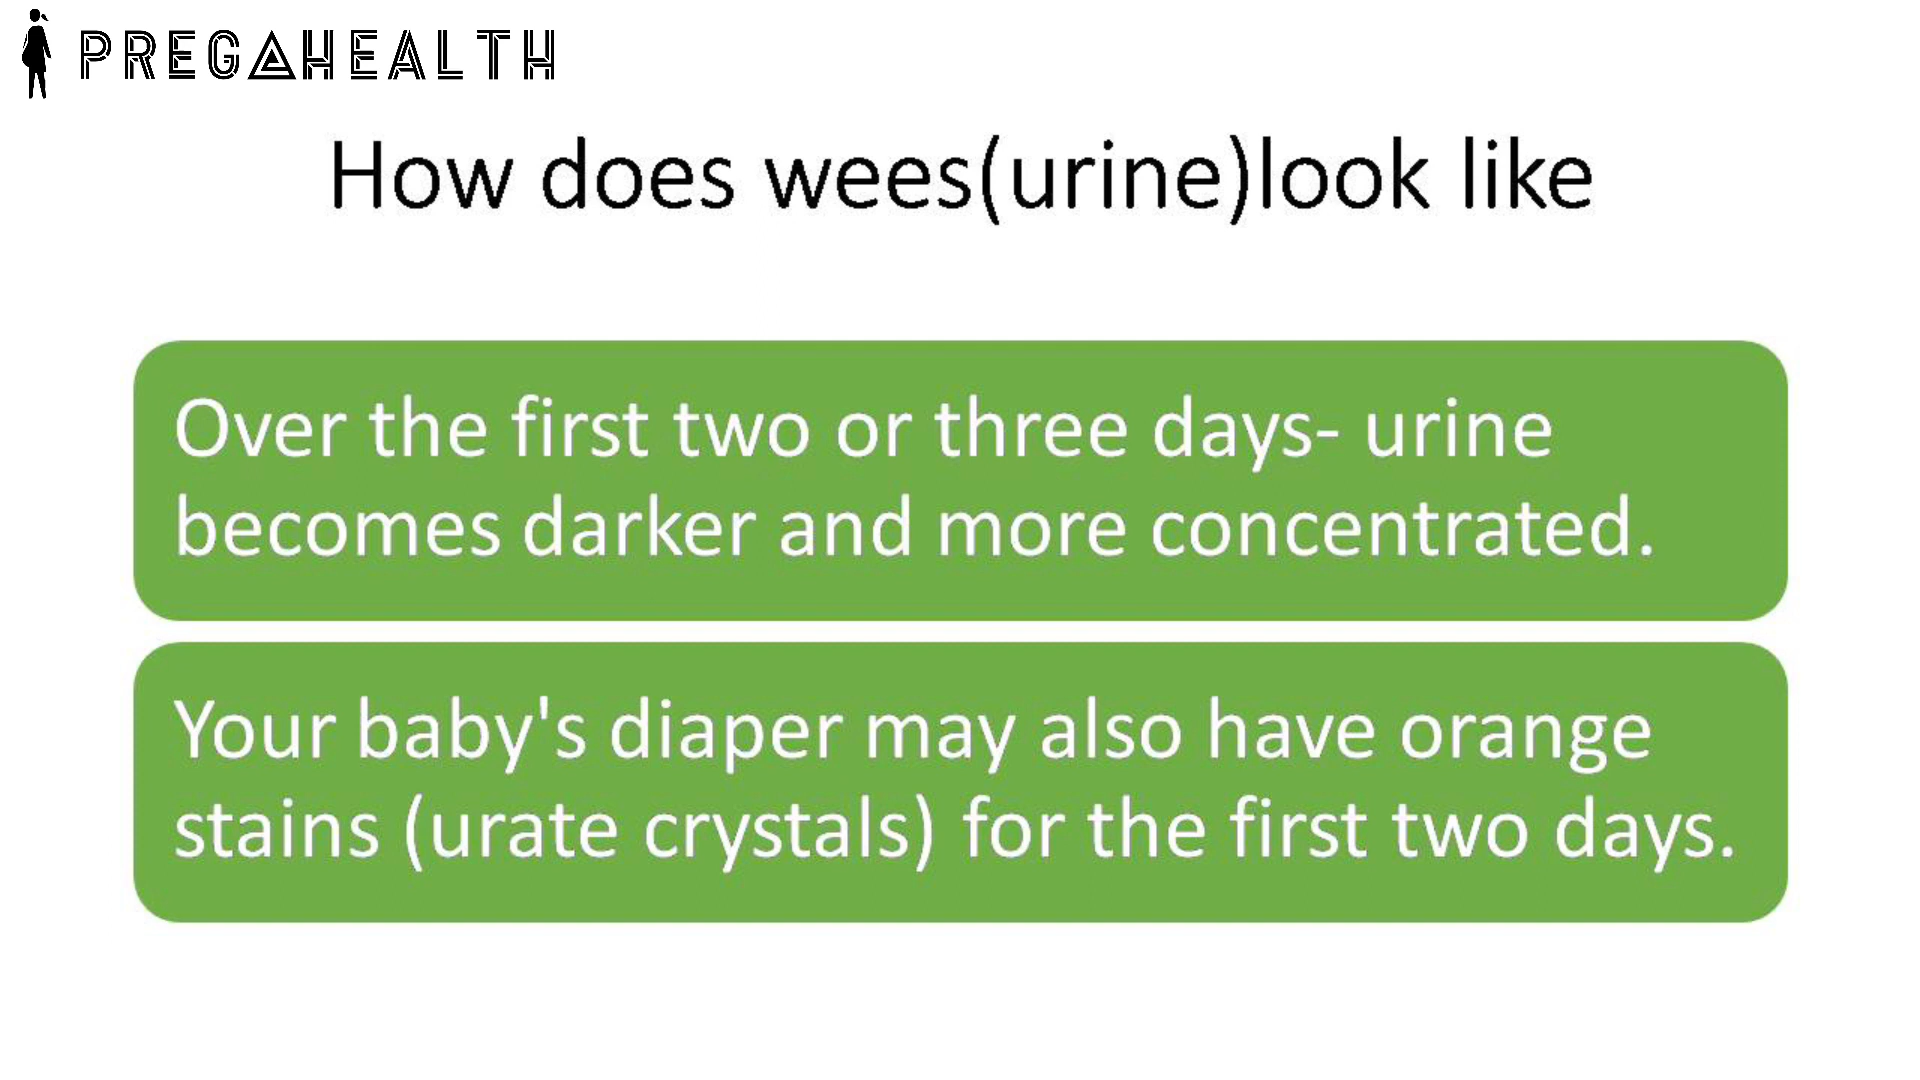 PREGAHEALTH
How does wees(urine)look like
Over the first two or three days- urine
becomes darker and more concentrated.
Your baby's diaper may also have orange
stains (urate crystals) for the first two days.